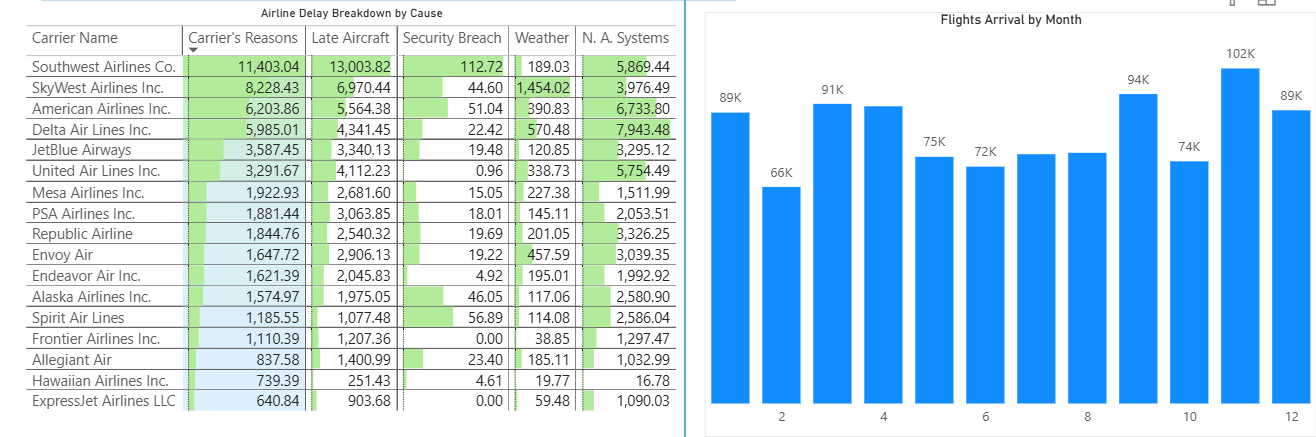 Airline Delay Breakdown by Cause
Carrier Name Carrier's Reasons Late Aircraft Security Breach Weather N. A. Systems
Southwest Airlines Co. 11,403.04 13,003.82 112.72 189.03 5,869.44
SkyWest Airlines Inc. 8,228.43 6,970.44 44.60 1,454.02 3,976.49
American Airlines Inc. 6,203.86 5,564.38 51.04 390.83 6,733.80
Delta Air Lines Inc. 5,985.01 4,341.45 22.42 570.48 7,943.48
JetBlue Airways 3,587.45 3,340.13 19.48 120.85 3,295.12
United Air Lines Inc. 3,291.67 4,112.23 0.96 338.73 5,754.49
Mesa Airlines Inc. 1,922.93 2,681.60 15.05 227.38 1,511.99
PSA Airlines Inc. 1,881.44 3,063.85 18.01 145.11 2,053.51
Republic Airline 1,844.76 2,540.32 19.69 201.05 3,326.25
Envoy Air 1,647.72 2,906.13 19.22 457.59 3,039.35
Endeavor Air Inc. 1,621.39 2,045.83 4.92 195.01 1,992.92
Alaska Airlines Inc. 1,574.97 1,975.05 46.05 117.06 2,580.90
Spirit Air Lines 1,185.55 1,077.48 56.89 114.08 2,586.04
Frontier Airlines Inc. 1,110.39 1,207.36 0.00 38.85 1,297.47
Allegiant Air 837.58 1,400.99 23.40 185.11 1,032.99
Hawaiian Airlines Inc. 739.39 251.43 4.61 19.77 16.78
ExpressJet Airlines LLC 640.84 903.68 0.00 59.48 1,090.03
Flights Arrival by Month
89K 66K 91K 75K 72K 94K 74K 102K 89K
2 4 6 8 10 12